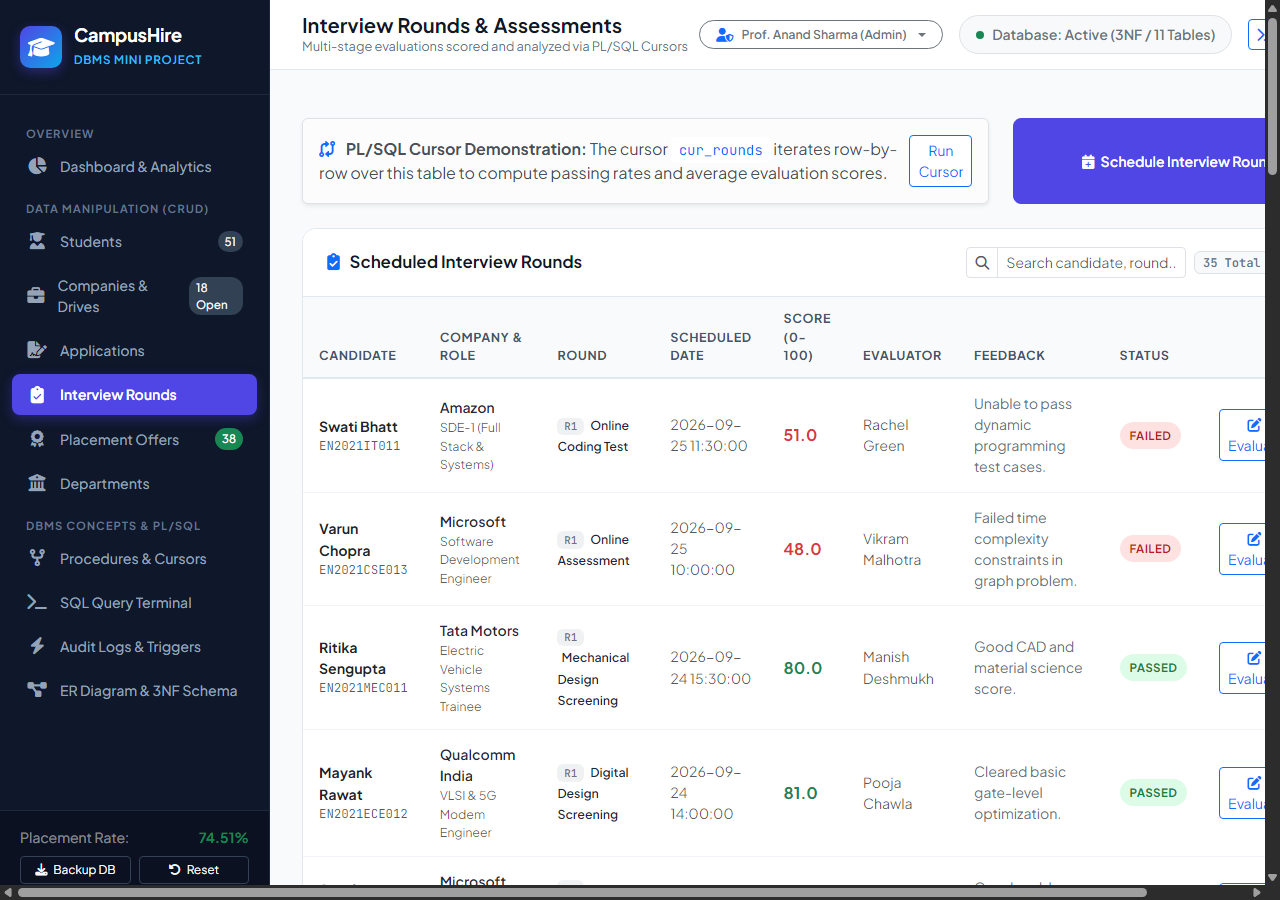 CampusHire
DBMS MINI PROJECT
OVERVIEW
Dashboard & Analytics
DATA MANIPULATION (CRUD)
Students
51
Companies &
Drives
18
Open
Applications
Interview Rounds
Placement Offers
38
Departments
DBMS CONCEPTS & PL/SQL
Procedures & Cursors
SQL Query Terminal
Audit Logs & Triggers
ER Diagram & 3NF Schema
Placement Rate:
74.51%
Backup DB
Reset
Interview Rounds & Assessments
Multi-stage evaluations scored and analyzed via PL/SQL Cursors
Prof. Anand Sharma (Admin)
Database: Active (3NF / 11 Tables)
PL/SQL Cursor Demonstration: The cursor cur_rounds iterates row-by-
row over this table to compute passing rates and average evaluation scores.
Run
Cursor
Schedule Interview Roun
Scheduled Interview Rounds
Search candidate, round..
35 Total
CANDIDATE
COMPANY &
ROLE
ROUND
SCHEDULED
DATE
SCORE
(0-
100)
EVALUATOR
FEEDBACK
STATUS
Swati Bhatt
EN2021IT011
Amazon
SDE-1 (Full
Stack &
Systems)
R1 Online
Coding Test
2026-09-
25 11:30:00
51.0
Rachel
Green
Unable to pass
dynamic
programming
test cases.
FAILED
Evalua
Varun
Chopra
EN2021CSE013
Microsoft
Software
Development
Engineer
R1 Online
Assessment
2026-09-
25
10:00:00
48.0
Vikram
Malhotra
Failed time
complexity
constraints in
graph problem.
FAILED
Evalua
Ritika
Sengupta
EN2021MEC011
Tata Motors
Electric
Vehicle
Systems
Trainee
R1
Mechanical
Design
Screening
2026-09-
24 15:30:00
80.0
Manish
Deshmukh
Good CAD and
material science
score.
PASSED
Evalua
Mayank
Rawat
EN2021ECE012
Qualcomm
India
VLSI & 5G
Modem
Engineer
R1 Digital
Design
Screening
2026-09-
24
14:00:00
81.0
Pooja
Chawla
Cleared basic
gate-level
optimization.
PASSED
Evalua
Microsoft